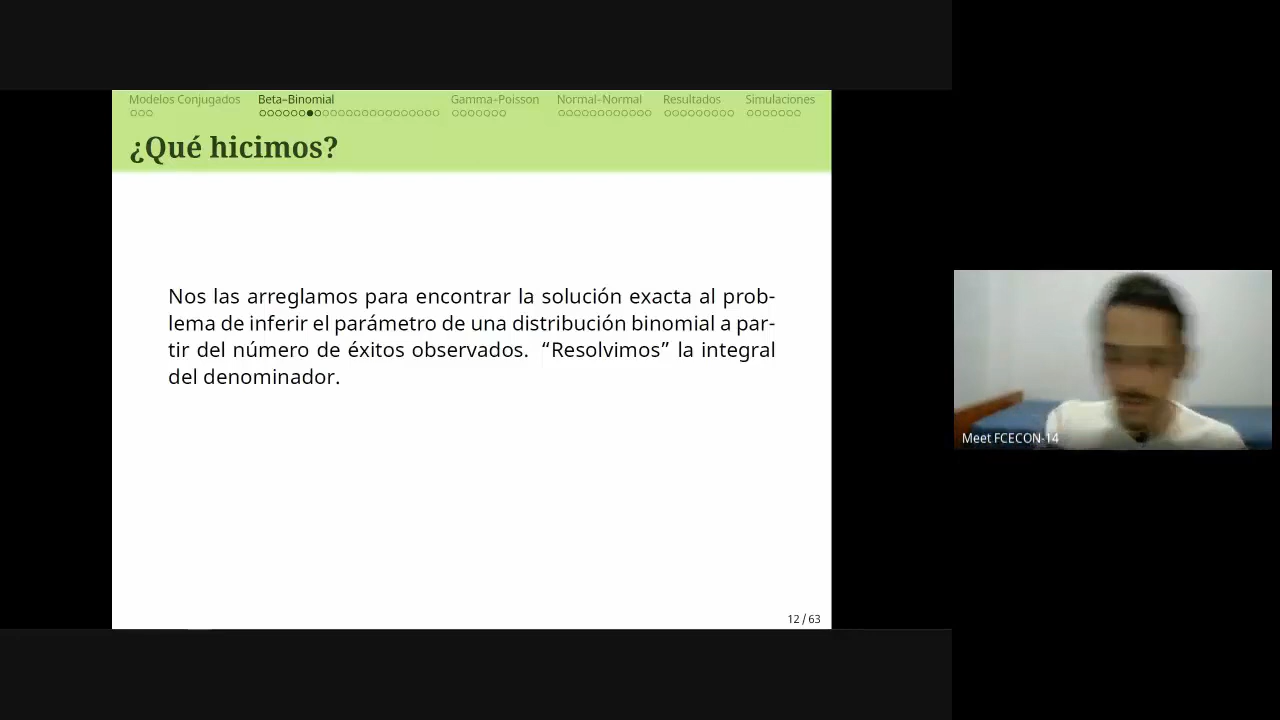 Modelos Conjugados Beta–Binomial Gamma–Poisson Normal–Normal Resultados Simulaciones
¿Qué hicimos?
Nos las arreglamos para encontrar la solución exacta al prob-
lema de inferir el parámetro de una distribución binomial a par-
tir del número de éxitos observados. “Resolvimos” la integral
del denominador.
12 / 63
Meet FCECON-14